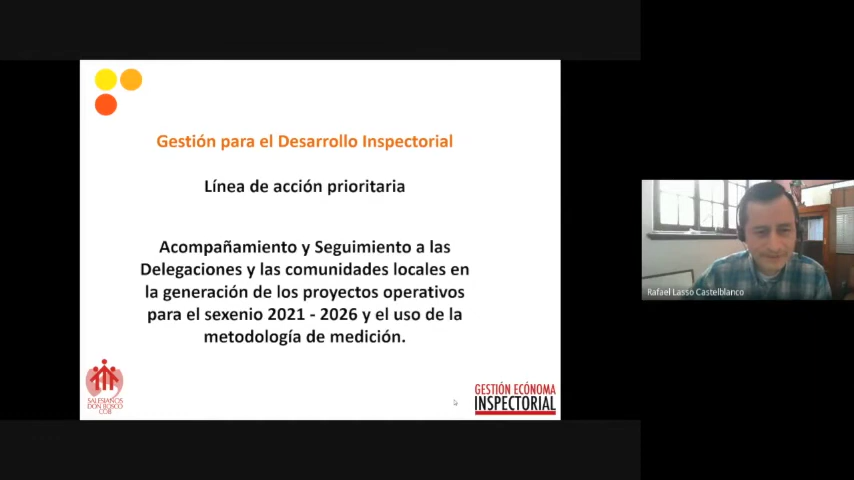 Gestión para el Desarrollo Inspectorial
Línea de acción prioritaria
Acompañamiento y Seguimiento a las
Delegaciones y las comunidades locales en
la generación de los proyectos operativos
para el sexenio 2021 - 2026 y el uso de la
metodología de medición.
SALESIANOS
DON BOSCO
COB
GESTIÓN ECÓNOMA
INSPECTORIAL
Rafael Lasso Castelblanco